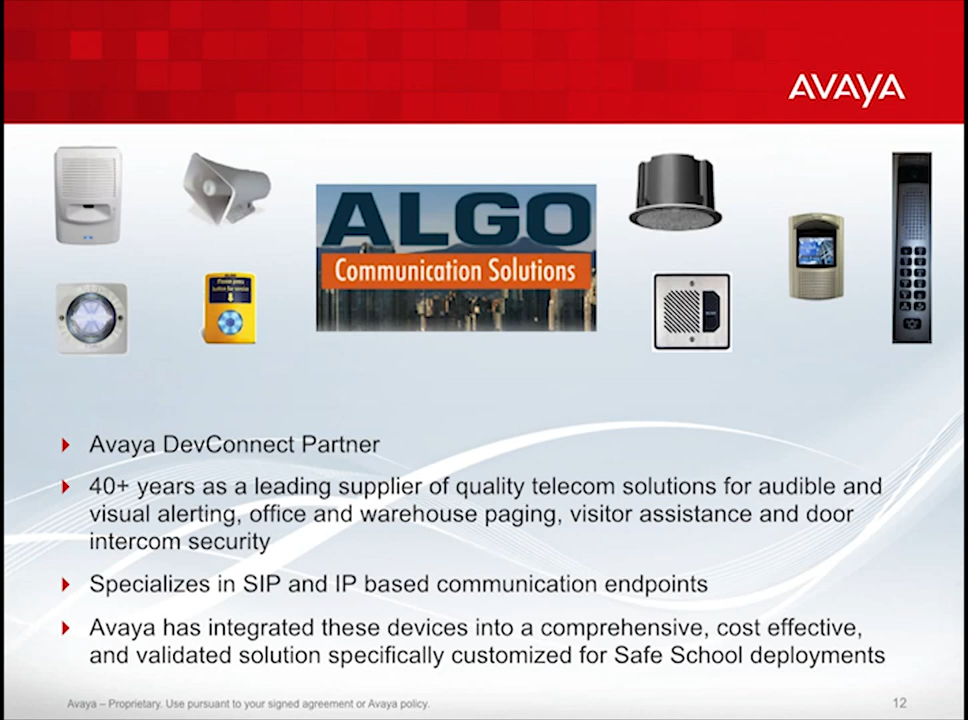 AVAYA
ALGO
Communication Solutions
Avaya DevConnect Partner
40+ years as a leading supplier of quality telecom solutions for audible and
visual alerting, office and warehouse paging, visitor assistance and door
intercom security
Specializes in SIP and IP based communication endpoints
Avaya has integrated these devices into a comprehensive, cost effective,
and validated solution specifically customized for Safe School deployments
Avaya – Proprietary. Use pursuant to your signed agreement or Avaya policy.
12